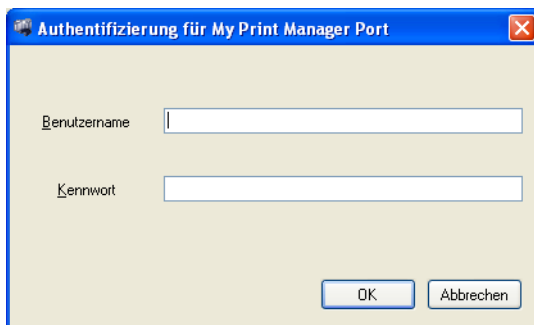 Authentifizierung für My Print Manager Port
Benutzername
Kennwort
OK Abbrechen